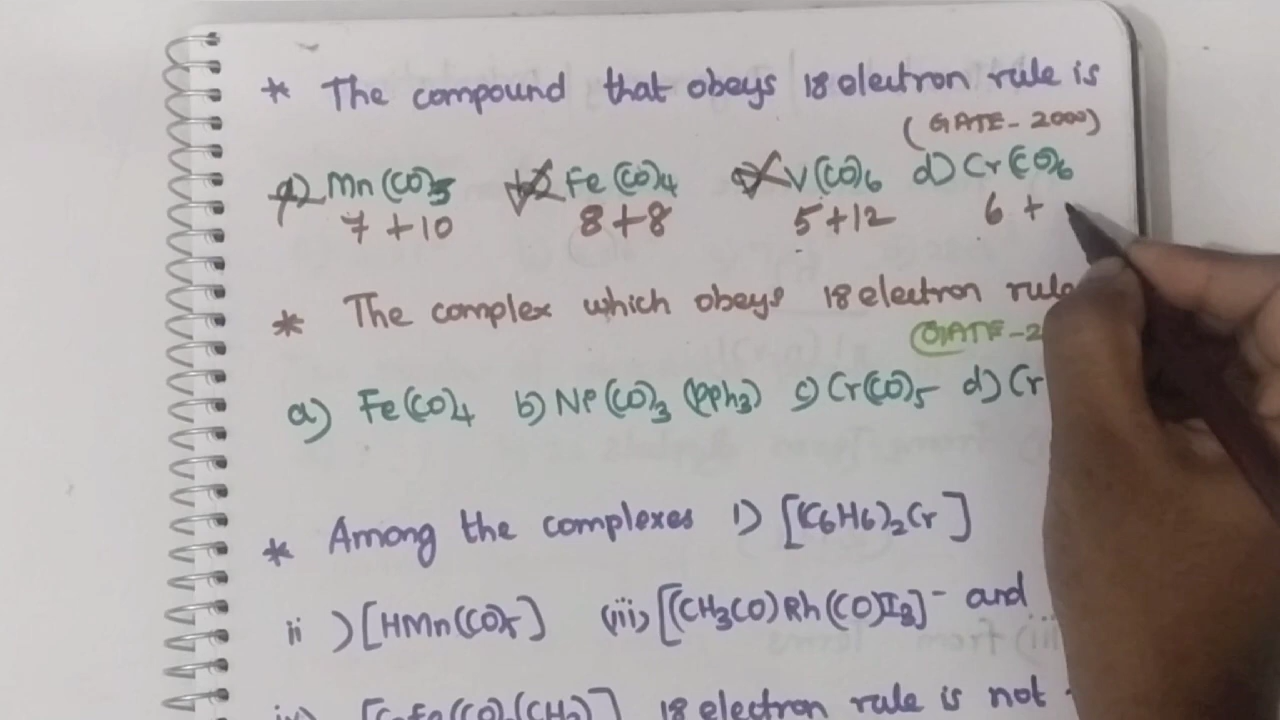 * The compound that obeys 18 electron rule is
(GATE-2000)
a) Mn(CO)5 b) Fe(CO)4 c) V(CO)6 d) Cr(CO)6
7+10 8+8 5+12 6+
* The complex which obeys 18 electron rule
(GATE-2
a) Fe(CO)4 b) Ni(CO)3 (PPh3) c) Cr(CO)5 d) Cr
* Among the complexes i) [(C6H6)2Cr]
ii) [HMn(CO)5] (iii) [(CH3CO)Rh(CO)I3]- and
18 electron rule is not